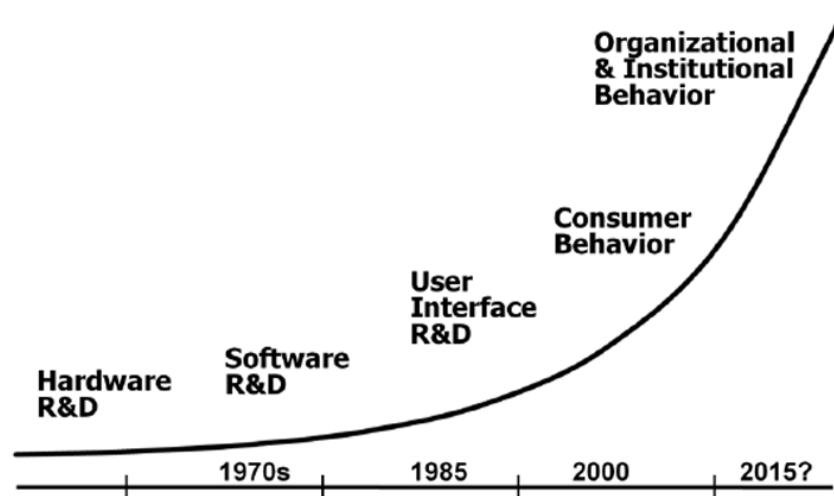 Organizational
& Institutional
Behavior
Consumer
Behavior
User
Interface
R&D
Software
R&D
Hardware
R&D
1970s
1985
2000
2015?